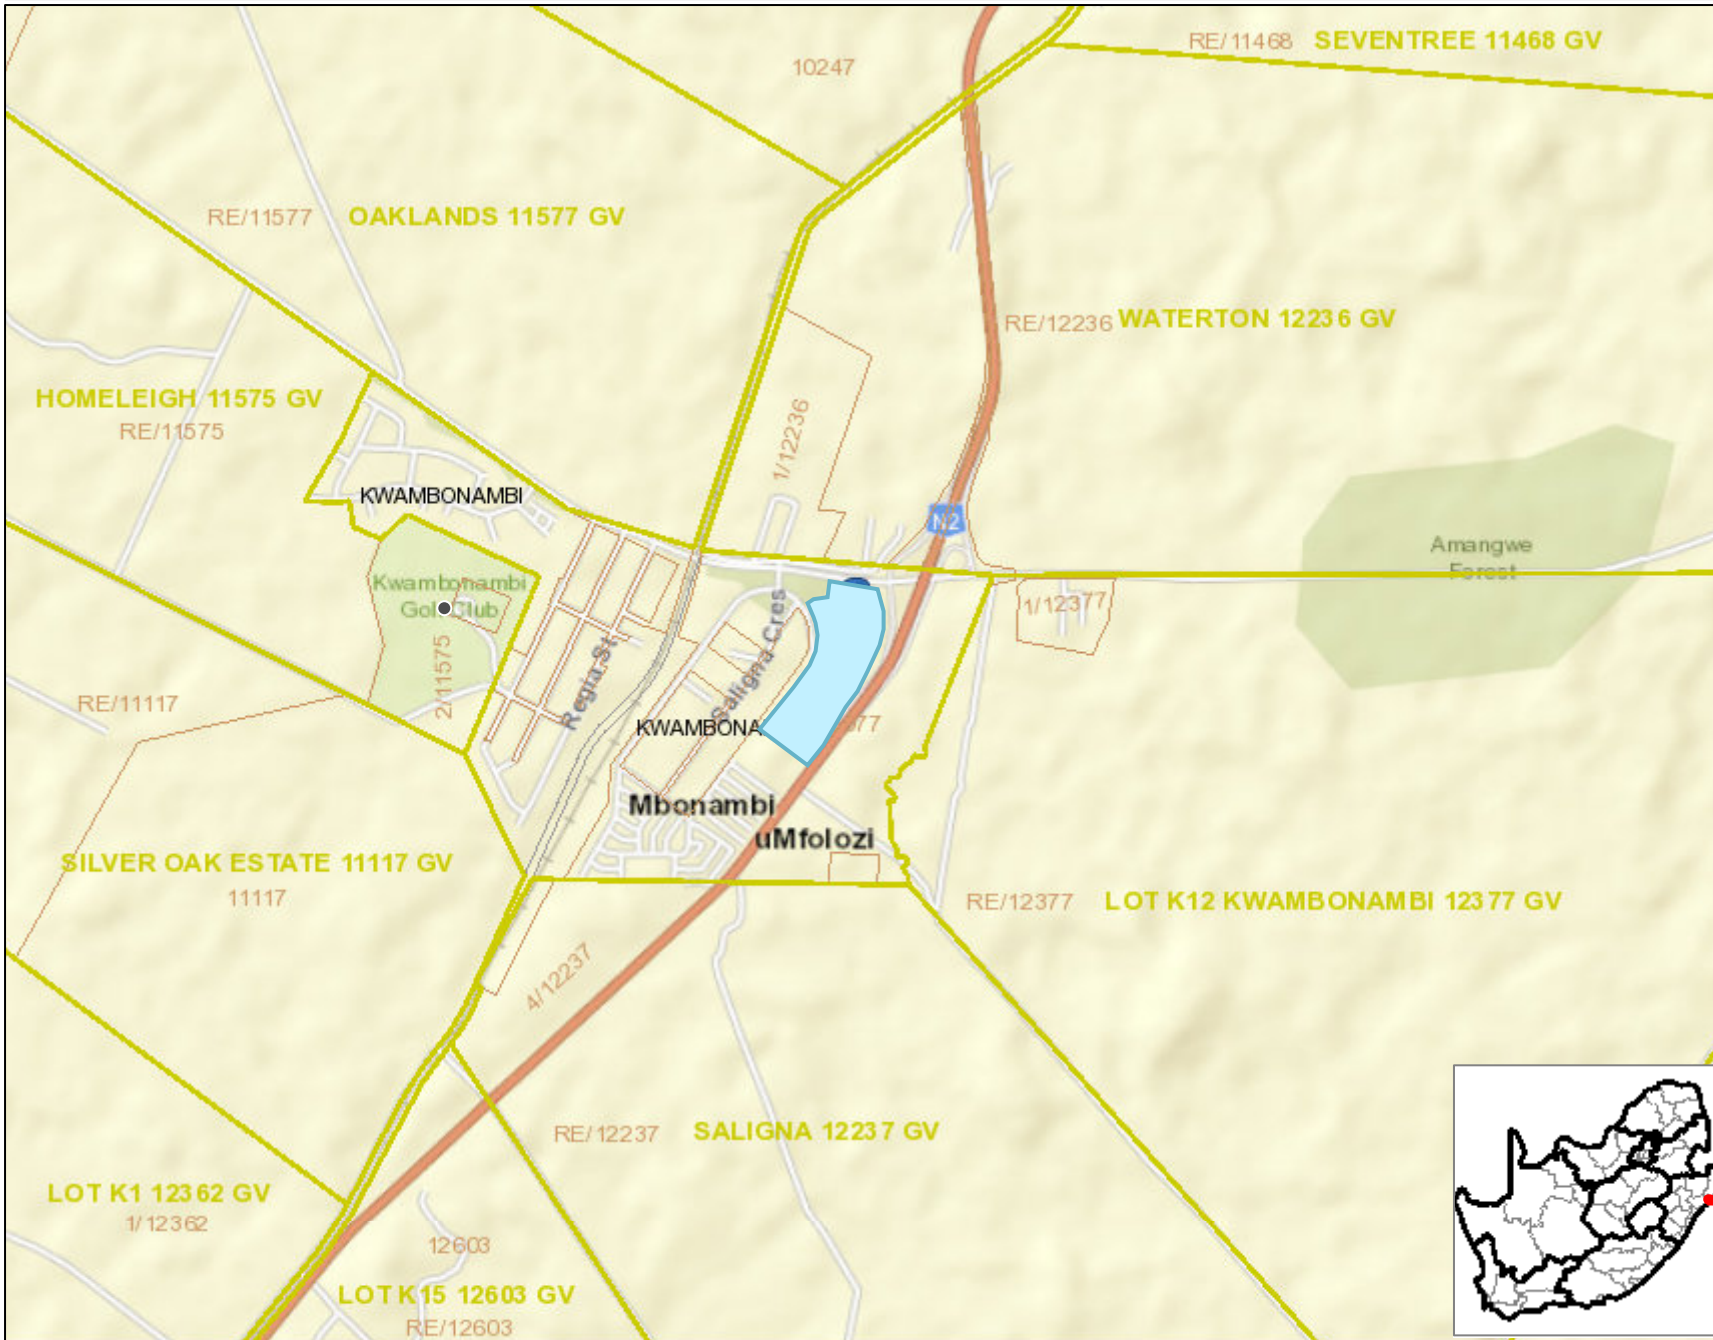 RE/11468 SEVENTREE 11468 GV
10247
RE/11577 OAKLANDS 11577 GV
RE/12236 WATERTON 12236 GV
HOMELEIGH 11575 GV
RE/11575
1/12236
KWAMBONAMBI
N2
Amangwe
Forest
Kwambonambi
Golf Club
1/12377
2/11575
Regia St
Saligna Cres
RE/11117
KWAMBONA
377
Mbonambi
uMfolozi
SILVER OAK ESTATE 11117 GV
11117
RE/12377 LOT K12 KWAMBONAMBI 12377 GV
4/12237
RE/12237 SALIGNA 12237 GV
LOT K1 12362 GV
1/12362
12603
LOT K15 12603 GV
RE/12603